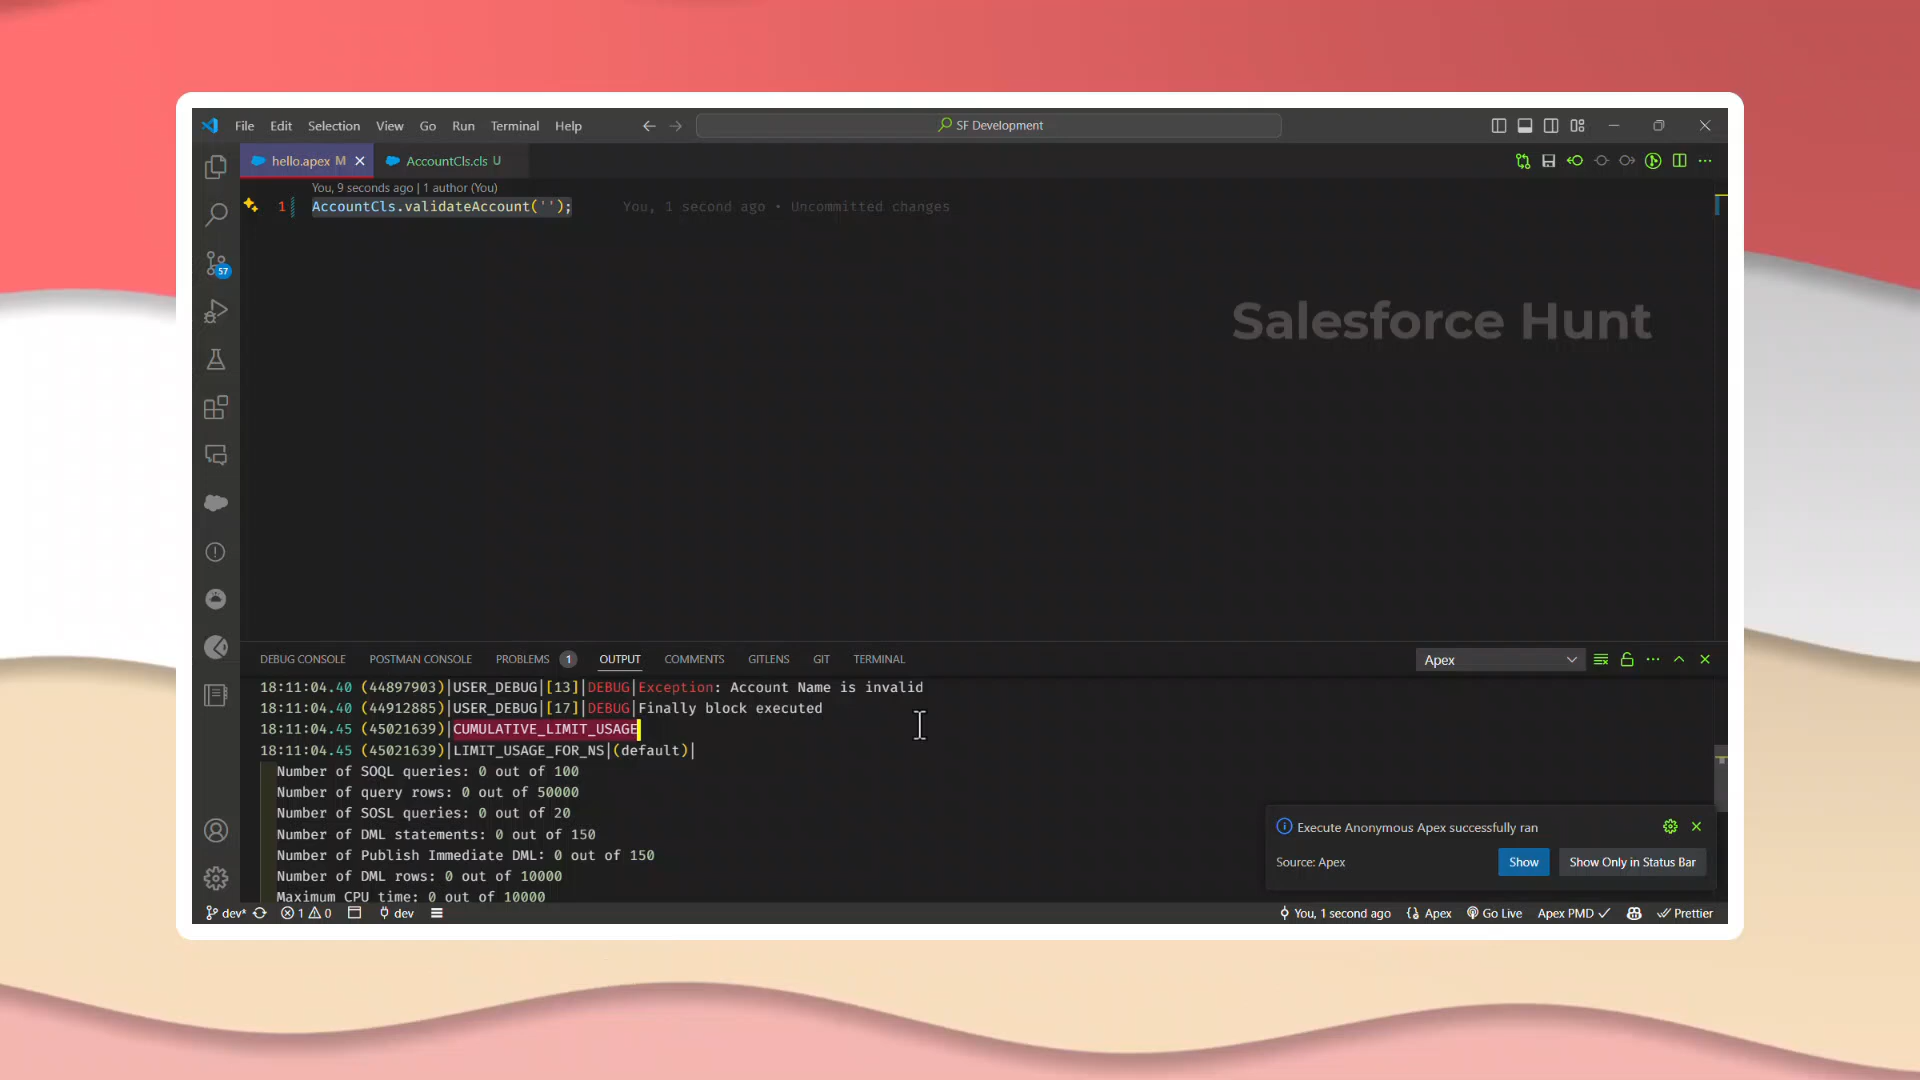 File Edit Selection View Go Run Terminal Help
SF Development
hello.apex M
AccountCls.cls U
You, 9 seconds ago | 1 author (You)
1 AccountCls.validateAccount(''); You, 1 second ago • Uncommitted changes
57
Salesforce Hunt
DEBUG CONSOLE POSTMAN CONSOLE PROBLEMS 1 OUTPUT COMMENTS GITLENS GIT TERMINAL
Apex
18:11:04.40 (44897903)|USER_DEBUG|[13]|DEBUG|Exception: Account Name is invalid
18:11:04.40 (44912885)|USER_DEBUG|[17]|DEBUG|Finally block executed
18:11:04.45 (45021639)|CUMULATIVE_LIMIT_USAGE
18:11:04.45 (45021639)|LIMIT_USAGE_FOR_NS|(default)|
Number of SOQL queries: 0 out of 100
Number of query rows: 0 out of 50000
Number of SOSL queries: 0 out of 20
Number of DML statements: 0 out of 150
Number of Publish Immediate DML: 0 out of 150
Number of DML rows: 0 out of 10000
Maximum CPU time: 0 out of 10000
Execute Anonymous Apex successfully ran
Source: Apex
Show
Show Only in Status Bar
dev* 1 0 dev
You, 1 second ago {} Apex Go Live Apex PMD Prettier